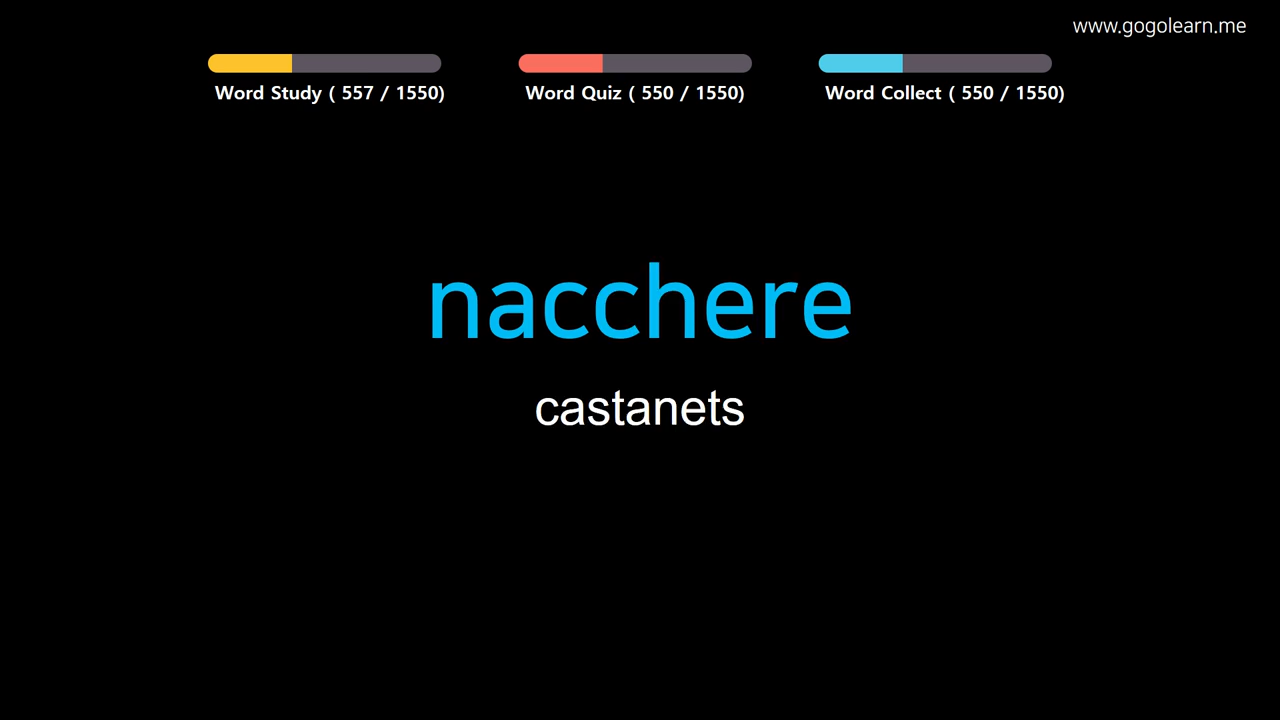 www.gogolearn.me
Word Study ( 557 / 1550)
Word Quiz ( 550 / 1550)
Word Collect ( 550 / 1550)
nacchere
castanets